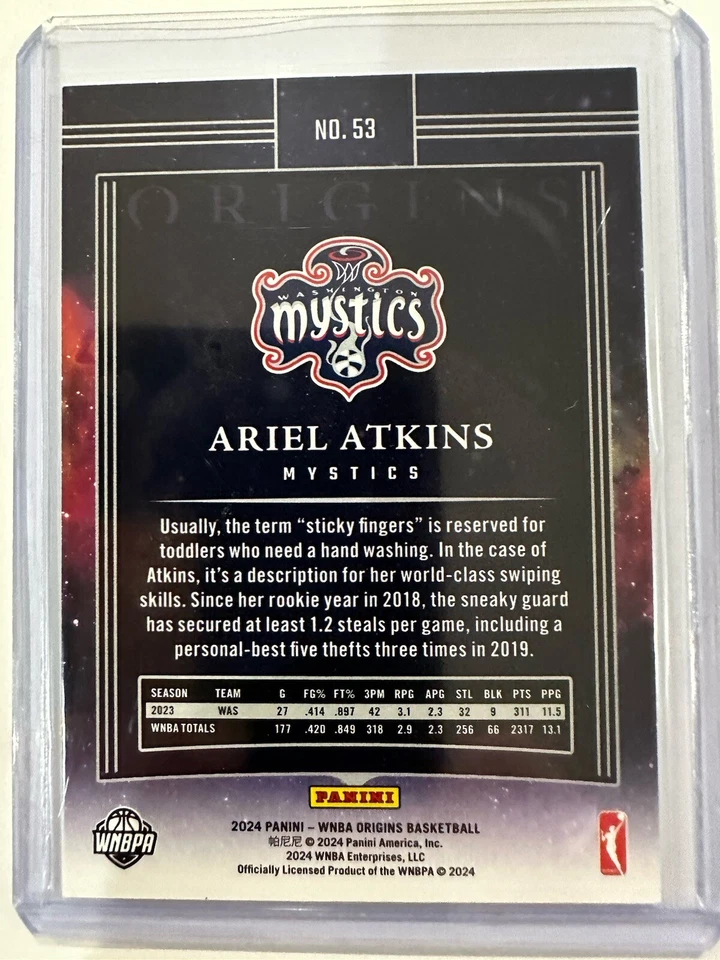 NO. 53
ORIGINS
WASHINGTON
mystics
ARIEL ATKINS
MYSTICS
Usually, the term “sticky fingers” is reserved for
toddlers who need a hand washing. In the case of
Atkins, it’s a description for her world-class swiping
skills. Since her rookie year in 2018, the sneaky guard
has secured at least 1.2 steals per game, including a
personal-best five thefts three times in 2019.
SEASON TEAM G FG% FT% 3PM RPG APG STL BLK PTS PPG
2023 WAS 27 .414 .897 42 3.1 2.3 32 9 311 11.5
WNBA TOTALS 177 .420 .849 318 2.9 2.3 256 66 2317 13.1
PANINI
2024 PANINI – WNBA ORIGINS BASKETBALL
帕尼尼 © 2024 Panini America, Inc.
2024 WNBA Enterprises, LLC
Officially Licensed Product of the WNBPA © 2024
WNBPA